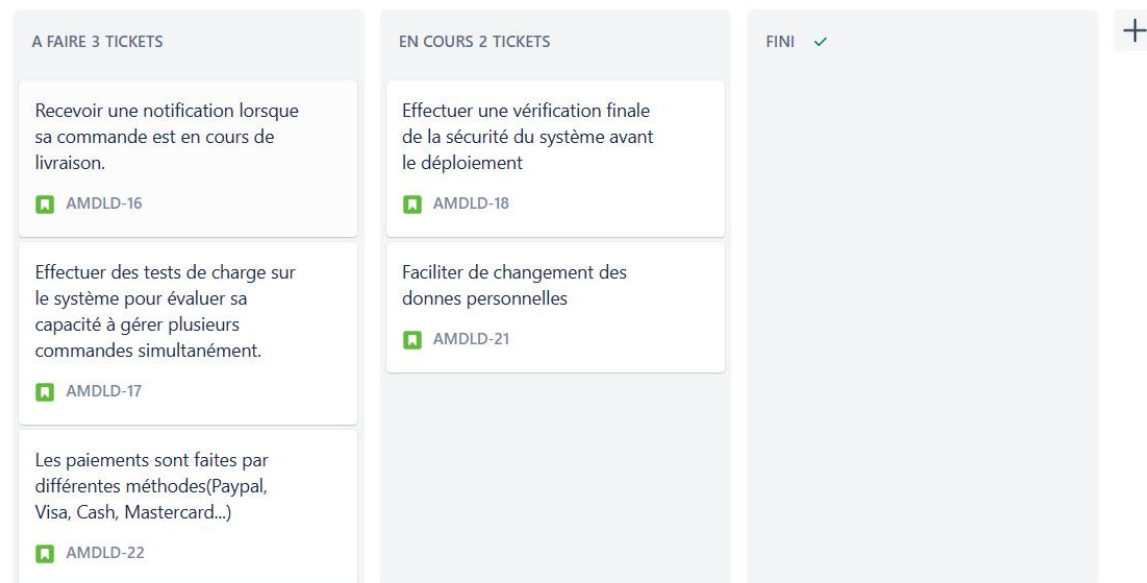 A FAIRE 3 TICKETS
Recevoir une notification lorsque
sa commande est en cours de
livraison.
AMDLD-16
Effectuer des tests de charge sur
le système pour évaluer sa
capacité à gérer plusieurs
commandes simultanément.
AMDLD-17
Les paiements sont faites par
différentes méthodes(Paypal,
Visa, Cash, Mastercard...)
AMDLD-22
EN COURS 2 TICKETS
Effectuer une vérification finale
de la sécurité du système avant
le déploiement
AMDLD-18
Faciliter de changement des
donnes personnelles
AMDLD-21
FINI